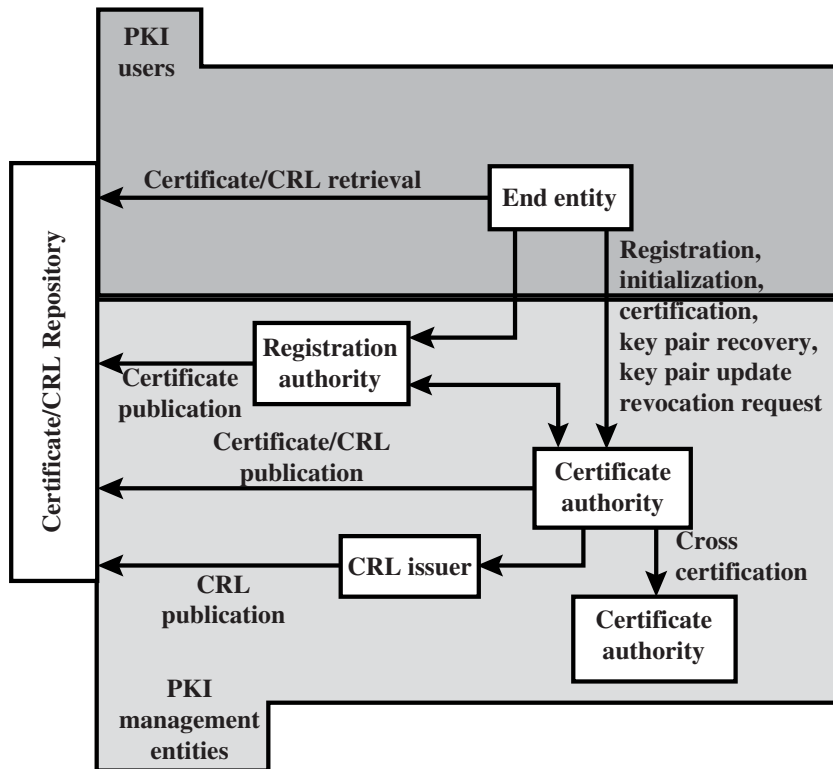 PKI
users
Certificate/CRL retrieval
End entity
Certificate/CRL Repository
Registration,
initialization,
certification,
key pair recovery,
key pair update
revocation request
Registration
authority
Certificate
publication
Certificate/CRL
publication
Certificate
authority
CRL issuer
CRL
publication
Cross
certification
Certificate
authority
PKI
management
entities